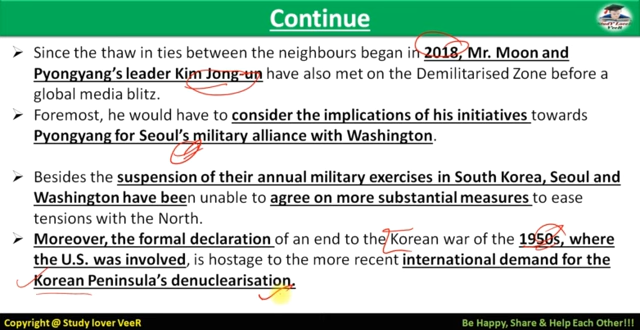 Continue
STUDY LOVER
VEER
➢ Since the thaw in ties between the neighbours began in 2018, Mr. Moon and
Pyongyang's leader Kim Jong-un have also met on the Demilitarised Zone before a
global media blitz.
➢ Foremost, he would have to consider the implications of his initiatives towards
Pyongyang for Seoul's military alliance with Washington.
➢ Besides the suspension of their annual military exercises in South Korea, Seoul and
Washington have been unable to agree on more substantial measures to ease
tensions with the North.
➢ Moreover, the formal declaration of an end to the Korean war of the 1950s, where
the U.S. was involved, is hostage to the more recent international demand for the
Korean Peninsula's denuclearisation.
Copyright @ Study lover VeeR
Be Happy, Share & Help Each Other!!!